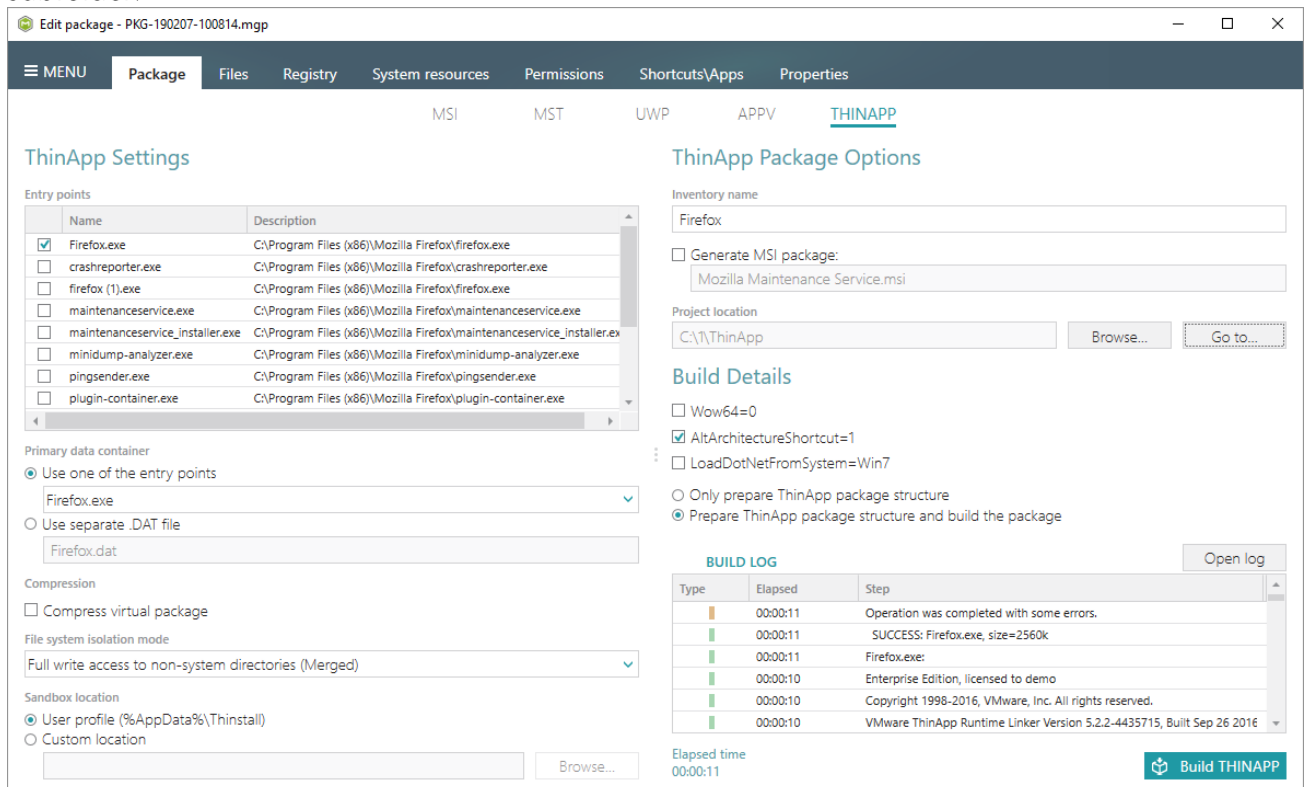 Edit package - PKG-190207-100814.mgp
MENU Package Files Registry System resources Permissions Shortcuts\Apps Properties
MSI MST UWP APPV THINAPP
ThinApp Settings
Entry points
Name Description
Firefox.exe C:\Program Files (x86)\Mozilla Firefox\firefox.exe
crashreporter.exe C:\Program Files (x86)\Mozilla Firefox\crashreporter.exe
firefox (1).exe C:\Program Files (x86)\Mozilla Firefox\firefox.exe
maintenanceservice.exe C:\Program Files (x86)\Mozilla Firefox\maintenanceservice.exe
maintenanceservice_installer.exe C:\Program Files (x86)\Mozilla Firefox\maintenanceservice_installer.ex
minidump-analyzer.exe C:\Program Files (x86)\Mozilla Firefox\minidump-analyzer.exe
pingsender.exe C:\Program Files (x86)\Mozilla Firefox\pingsender.exe
plugin-container.exe C:\Program Files (x86)\Mozilla Firefox\plugin-container.exe
Primary data container
Use one of the entry points
Firefox.exe
Use separate .DAT file
Firefox.dat
Compression
Compress virtual package
File system isolation mode
Full write access to non-system directories (Merged)
Sandbox location
User profile (%AppData%\Thinstall)
Custom location
Browse...
ThinApp Package Options
Inventory name
Firefox
Generate MSI package:
Mozilla Maintenance Service.msi
Project location
C:\1\ThinApp Browse... Go to...
Build Details
Wow64=0
AltArchitectureShortcut=1
LoadDotNetFromSystem=Win7
Only prepare ThinApp package structure
Prepare ThinApp package structure and build the package
BUILD LOG Open log
Type Elapsed Step
00:00:11 Operation was completed with some errors.
00:00:11 SUCCESS: Firefox.exe, size=2560k
00:00:11 Firefox.exe:
00:00:10 Enterprise Edition, licensed to demo
00:00:10 Copyright 1998-2016, VMware, Inc. All rights reserved.
00:00:10 VMware ThinApp Runtime Linker Version 5.2.2-4435715, Built Sep 26 2016
Elapsed time
00:00:11
Build THINAPP